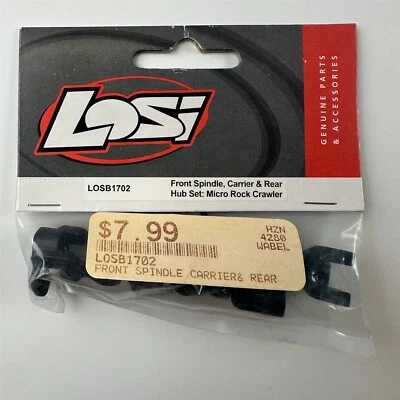 LOSI
GENUINE PARTS
& ACCESSORIES
LOSB1702
Front Spindle, Carrier & Rear
Hub Set: Micro Rock Crawler
$7.99
HZN
4280
WABEL
LOSB1702
FRONT SPINDLE CARRIER& REAR